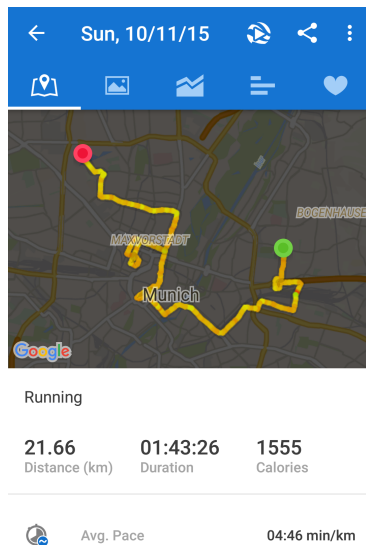 Sun, 10/11/15
BOGENHAUSE
MAXVORSTADT
Munich
Google
Running
21.66 01:43:26 1555
Distance (km) Duration Calories
Avg. Pace 04:46 min/km